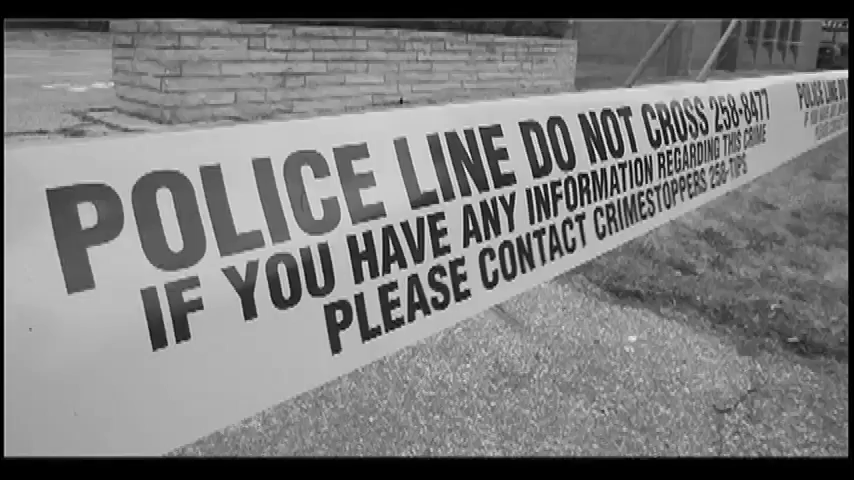 POLICE LINE DO NOT CROSS 258-8477
IF YOU HAVE ANY INFORMATION REGARDING THIS CRIME
PLEASE CONTACT CRIMESTOPPERS 258-TIPS
POLICE LINE DO